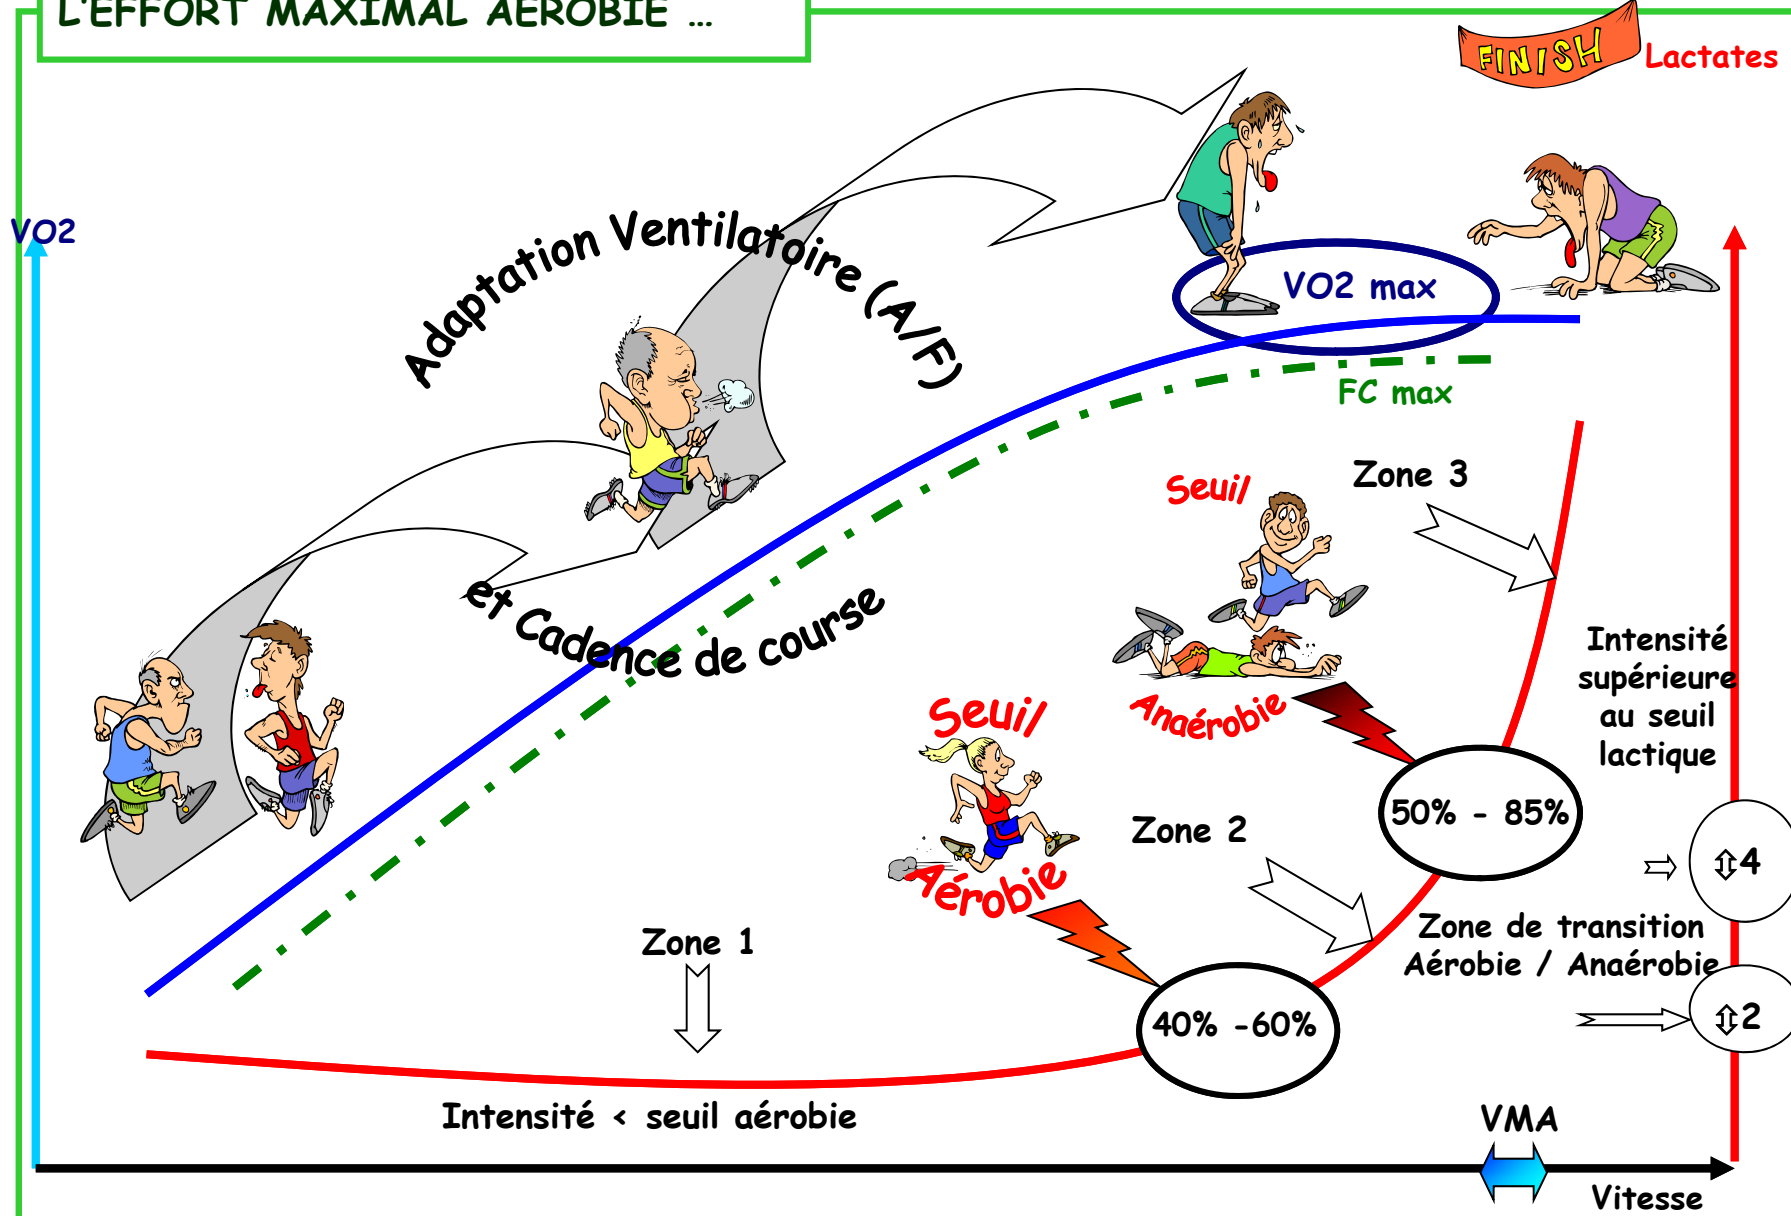 L'EFFORT MAXIMAL AEROBIE ...
FINISH
Lactates
VO2
Adaptation Ventilatoire (A/F)
et Cadence de course
VO2 max
FC max
Zone 3
Seuil
Anaérobie
Intensité
supérieure
au seuil
lactique
Seuil
Aérobie
Zone 2
50% - 85%
4
Zone de transition
Aérobie / Anaérobie
Zone 1
40% -60%
2
Intensité < seuil aérobie
VMA
Vitesse